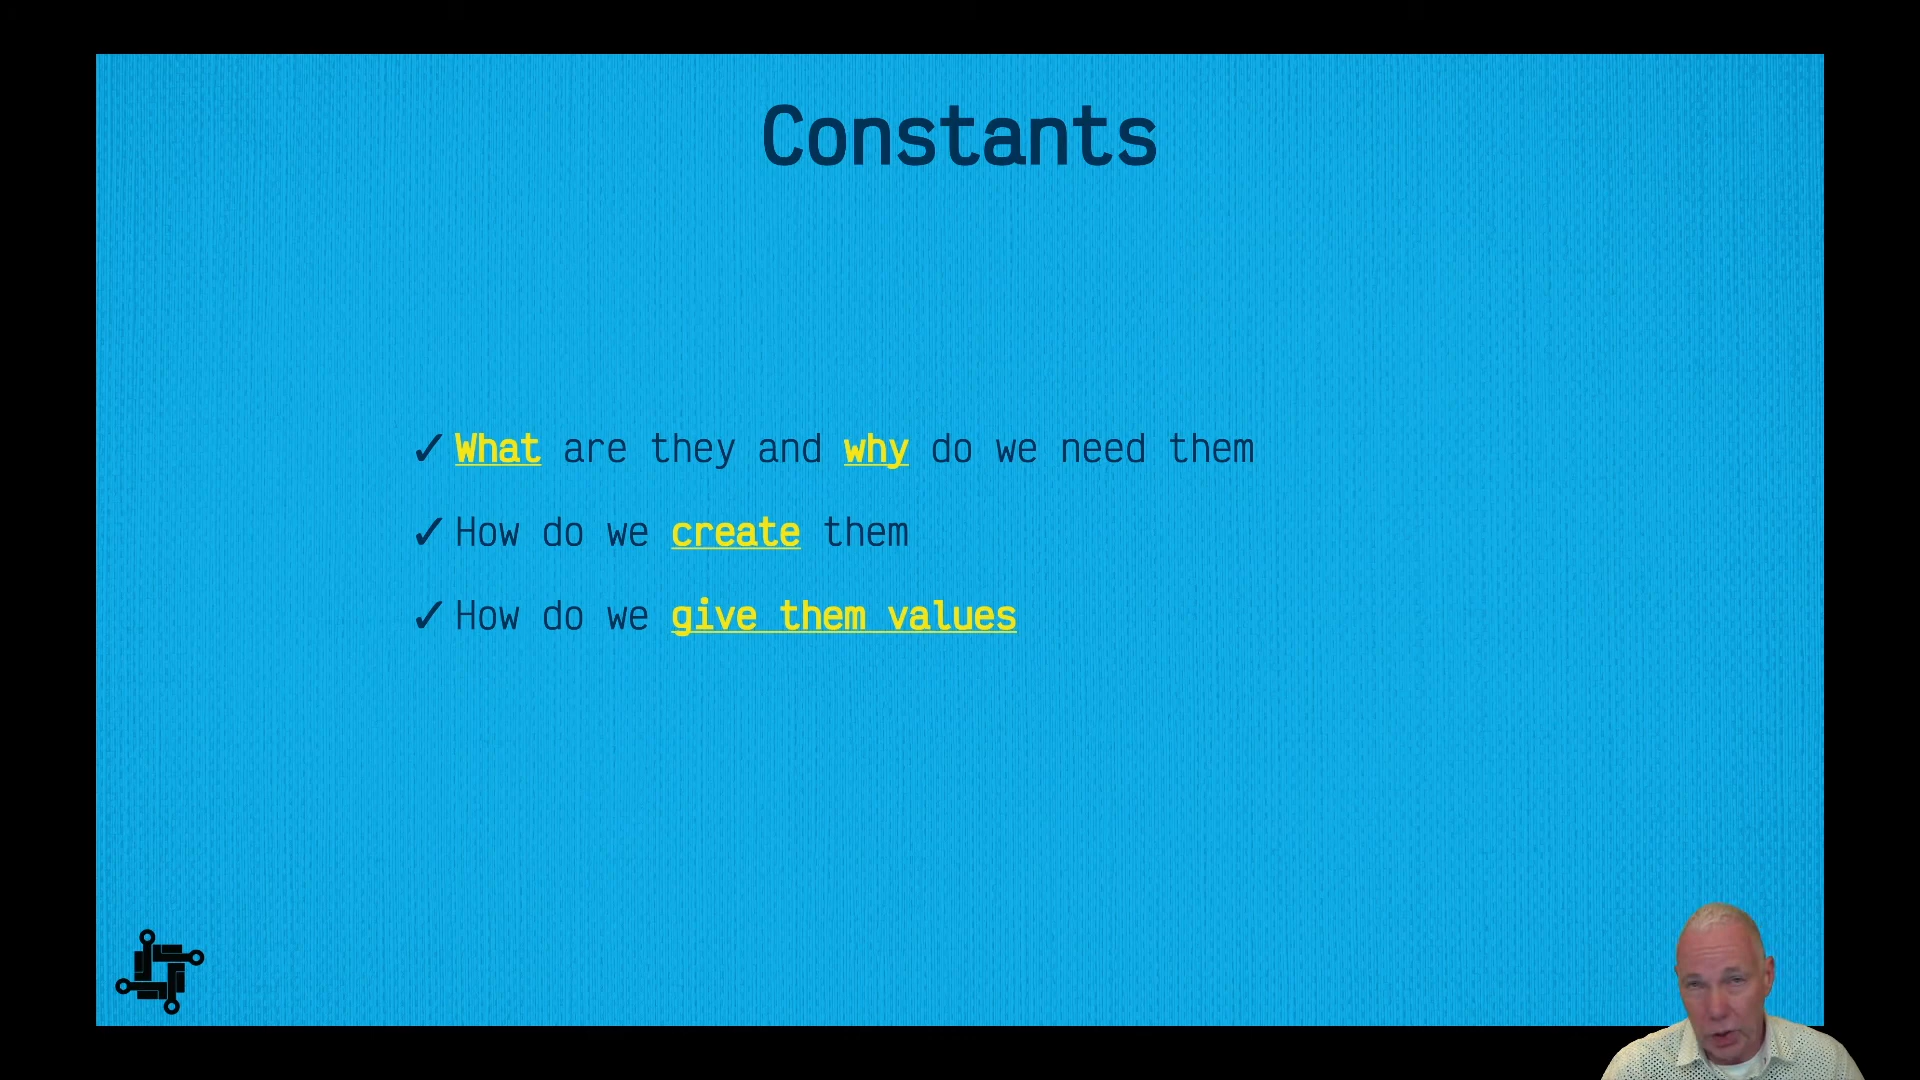 Constants
✓ What are they and why do we need them
✓ How do we create them
✓ How do we give them values